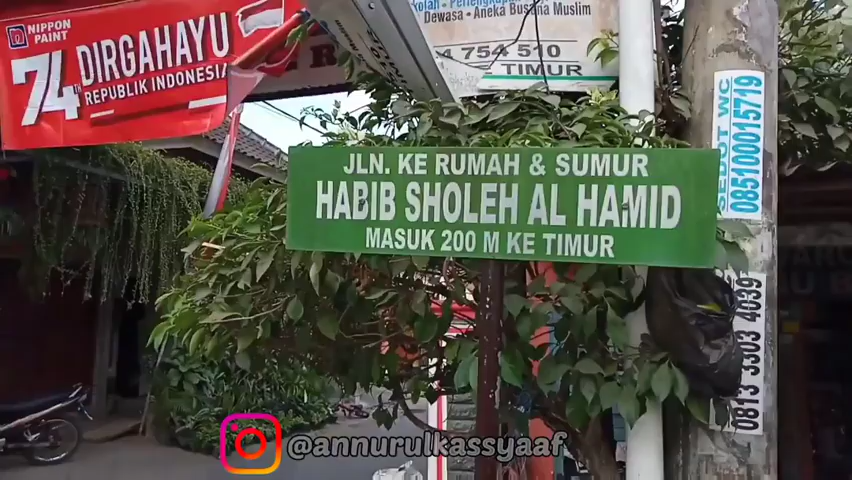 NIPPON PAINT
74TH DIRGAHAYU
REPUBLIK INDONESIA
Dewasa - Aneka Busana Muslim
754 510
TIMUR
JLN. KE RUMAH & SUMUR
HABIB SHOLEH AL HAMID
MASUK 200 M KE TIMUR
SEDOT WC
085100015719
0813 3303 4039
@annurulkassyaaf